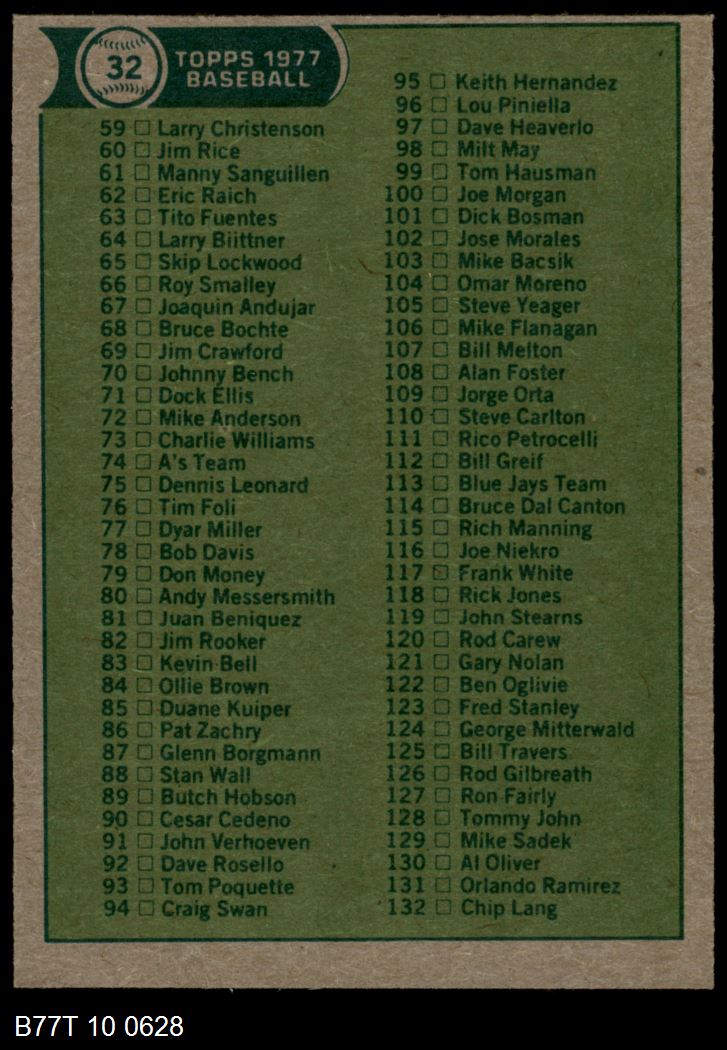 32
TOPPS 1977
BASEBALL
59 Larry Christenson
60 Jim Rice
61 Manny Sanguillen
62 Eric Raich
63 Tito Fuentes
64 Larry Biittner
65 Skip Lockwood
66 Roy Smalley
67 Joaquin Andujar
68 Bruce Bochte
69 Jim Crawford
70 Johnny Bench
71 Dock Ellis
72 Mike Anderson
73 Charlie Williams
74 A's Team
75 Dennis Leonard
76 Tim Foli
77 Dyar Miller
78 Bob Davis
79 Don Money
80 Andy Messersmith
81 Juan Beniquez
82 Jim Rooker
83 Kevin Bell
84 Ollie Brown
85 Duane Kuiper
86 Pat Zachry
87 Glenn Borgmann
88 Stan Wall
89 Butch Hobson
90 Cesar Cedeno
91 John Verhoeven
92 Dave Rosello
93 Tom Poquette
94 Craig Swan
95 Keith Hernandez
96 Lou Piniella
97 Dave Heaverlo
98 Milt May
99 Tom Hausman
100 Joe Morgan
101 Dick Bosman
102 Jose Morales
103 Mike Bacsik
104 Omar Moreno
105 Steve Yeager
106 Mike Flanagan
107 Bill Melton
108 Alan Foster
109 Jorge Orta
110 Steve Carlton
111 Rico Petrocelli
112 Bill Greif
113 Blue Jays Team
114 Bruce Dal Canton
115 Rich Manning
116 Joe Niekro
117 Frank White
118 Rick Jones
119 John Stearns
120 Rod Carew
121 Gary Nolan
122 Ben Oglivie
123 Fred Stanley
124 George Mitterwald
125 Bill Travers
126 Rod Gilbreath
127 Ron Fairly
128 Tommy John
129 Mike Sadek
130 Al Oliver
131 Orlando Ramirez
132 Chip Lang
B77T 10 0628